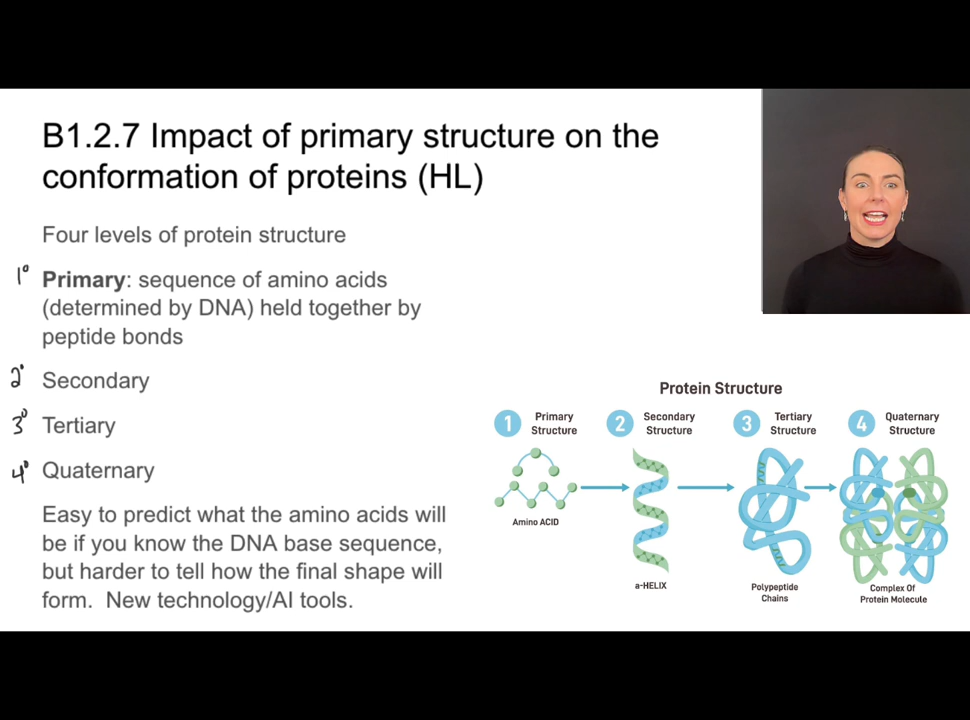 B1.2.7 Impact of primary structure on the
conformation of proteins (HL)
Four levels of protein structure
1° Primary: sequence of amino acids
(determined by DNA) held together by
peptide bonds
2° Secondary
3° Tertiary
4° Quaternary
Easy to predict what the amino acids will
be if you know the DNA base sequence,
but harder to tell how the final shape will
form.  New technology/AI tools.
Protein Structure
1 Primary
Structure
Amino ACID
2 Secondary
Structure
a-HELIX
3 Tertiary
Structure
Polypeptide
Chains
4 Quaternary
Structure
Complex Of
Protein Molecule